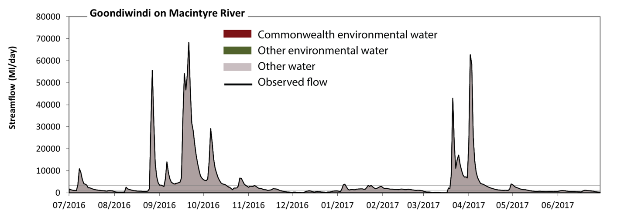 Goondiwindi on Macintyre River
Streamflow (Ml/day)
80000
70000
60000
50000
40000
30000
20000
10000
0
Commonwealth environmental water
Other environmental water
Other water
Observed flow
07/2016 08/2016 09/2016 10/2016 11/2016 12/2016 01/2017 02/2017 03/2017 04/2017 05/2017 06/2017